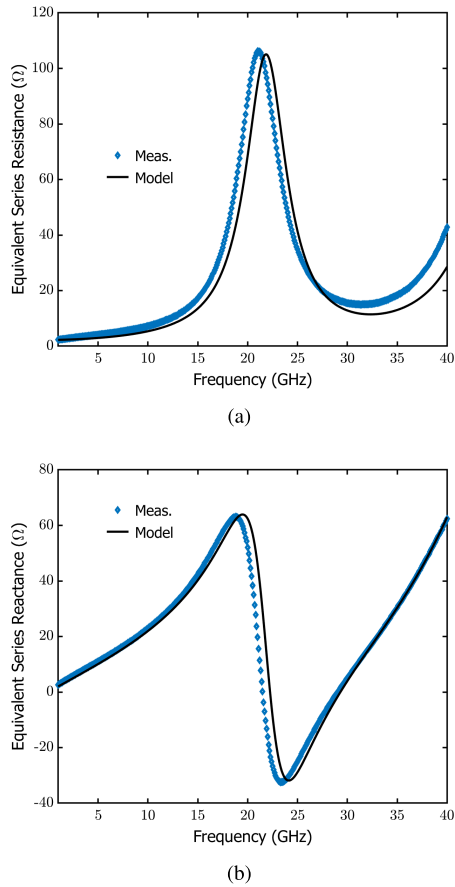 120
100
80
60
40
20
0
Equivalent Series Resistance (Ω)
Meas.
Model
5 10 15 20 25 30 35 40
Frequency (GHz)
(a)
80
60
40
20
0
-20
-40
Equivalent Series Reactance (Ω)
Meas.
Model
5 10 15 20 25 30 35 40
Frequency (GHz)
(b)